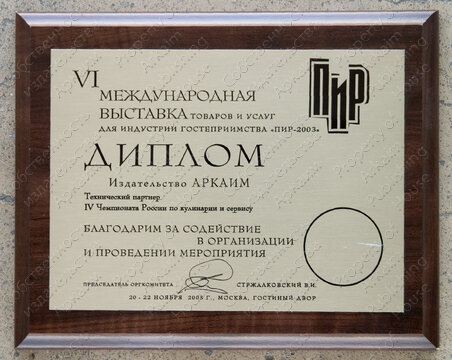 VI
МЕЖДУНАРОДНАЯ
ВЫСТАВКА ТОВАРОВ И УСЛУГ
ДЛЯ ИНДУСТРИИ ГОСТЕПРИИМСТВА «ПИР-2003»
ПИР
ДИПЛОМ
Издательство АРКАИМ
Технический партнер
IV Чемпионата России по кулинарии и сервису
БЛАГОДАРИМ ЗА СОДЕЙСТВИЕ
В ОРГАНИЗАЦИИ
И ПРОВЕДЕНИИ МЕРОПРИЯТИЯ
ПРЕДСЕДАТЕЛЬ ОРГКОМИТЕТА СТРЖАЛКОВСКИЙ В.И.
20 - 22 НОЯБРЯ 2003 Г., МОСКВА, ГОСТИНЫЙ ДВОР